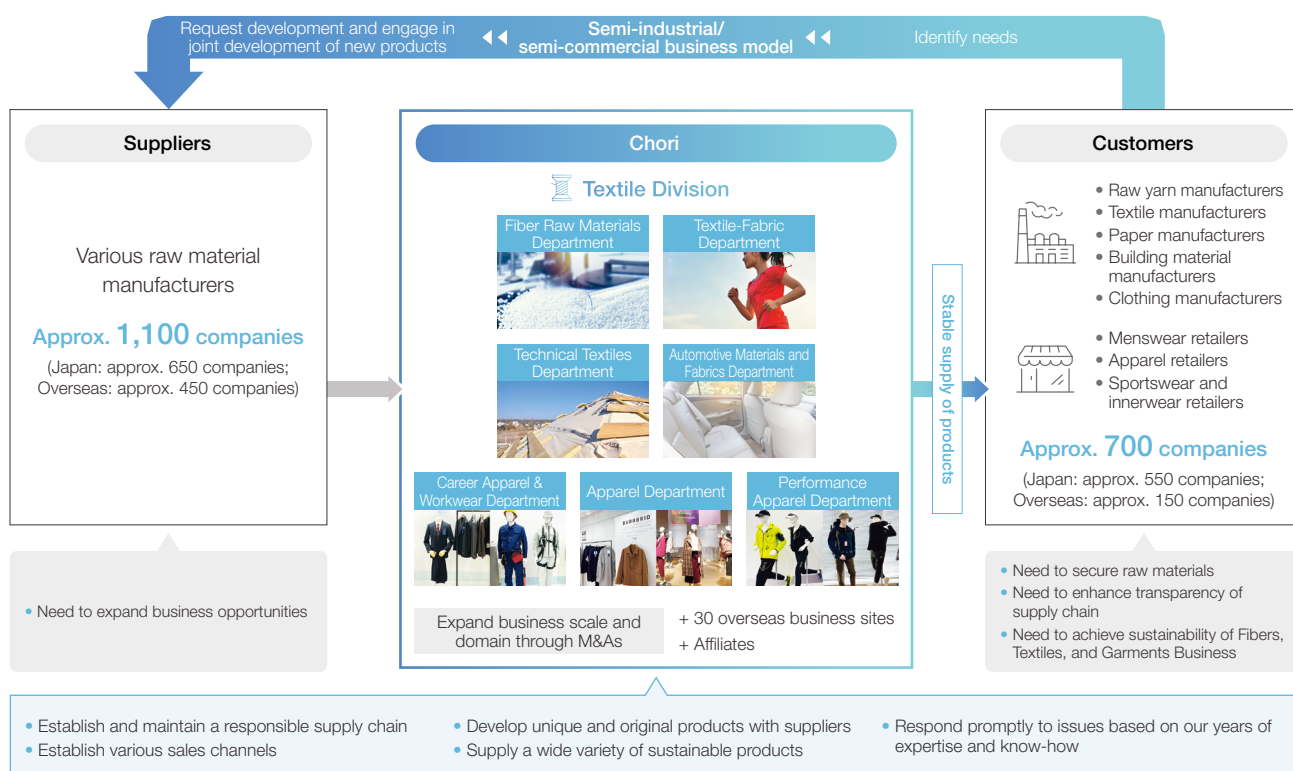 Request development and engage in
joint development of new products
Semi-industrial/
semi-commercial business model
Identify needs
Suppliers
Various raw material
manufacturers
Approx. 1,100 companies
(Japan: approx. 650 companies;
Overseas: approx. 450 companies)
• Need to expand business opportunities
Chori
Textile Division
Fiber Raw Materials
Department
Textile-Fabric
Department
Technical Textiles
Department
Automotive Materials and
Fabrics Department
Career Apparel &
Workwear Department
Apparel Department
Performance
Apparel Department
Expand business scale and
domain through M&As
+ 30 overseas business sites
+ Affiliates
Stable supply of products
Customers
• Raw yarn manufacturers
• Textile manufacturers
• Paper manufacturers
• Building material
manufacturers
• Clothing manufacturers
• Menswear retailers
• Apparel retailers
• Sportswear and
innerwear retailers
Approx. 700 companies
(Japan: approx. 550 companies;
Overseas: approx. 150 companies)
• Need to secure raw materials
• Need to enhance transparency of
supply chain
• Need to achieve sustainability of Fibers,
Textiles, and Garments Business
• Establish and maintain a responsible supply chain
• Establish various sales channels
• Develop unique and original products with suppliers
• Supply a wide variety of sustainable products
• Respond promptly to issues based on our years of
expertise and know-how